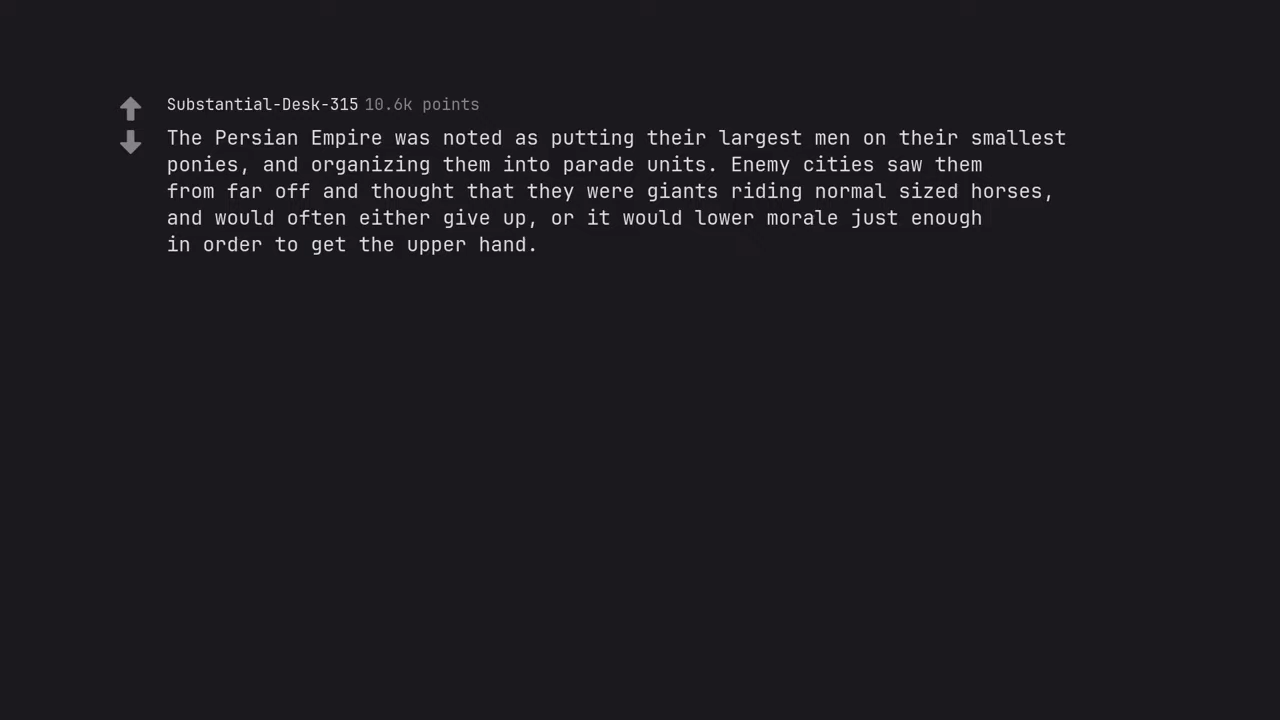 Substantial-Desk-315 10.6k points
The Persian Empire was noted as putting their largest men on their smallest
ponies, and organizing them into parade units. Enemy cities saw them
from far off and thought that they were giants riding normal sized horses,
and would often either give up, or it would lower morale just enough
in order to get the upper hand.